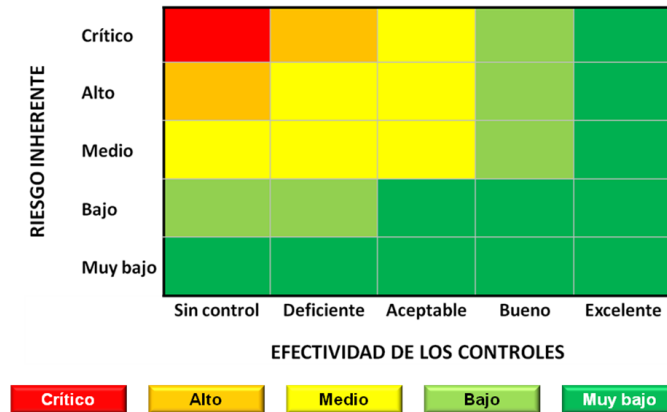 RIESGO INHERENTE
Crítico
Alto
Medio
Bajo
Muy bajo
Sin control Deficiente Aceptable Bueno Excelente
EFECTIVIDAD DE LOS CONTROLES
Crítico Alto Medio Bajo Muy bajo